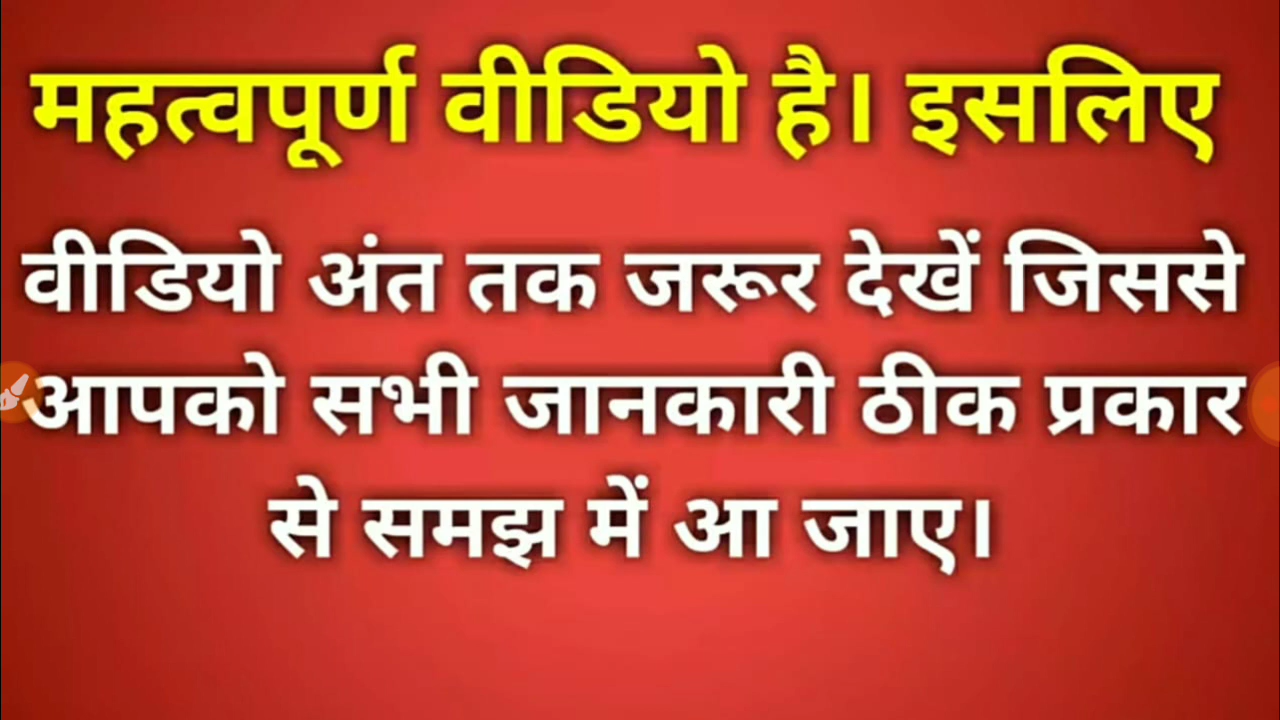 महत्वपूर्ण वीडियो है। इसलिए
वीडियो अंत तक जरूर देखें जिससे
आपको सभी जानकारी ठीक प्रकार
से समझ में आ जाए।